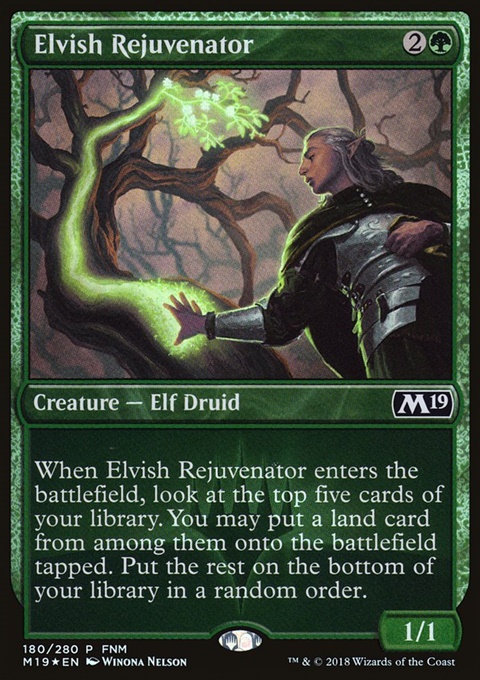 Elvish Rejuvenator 2
Creature — Elf Druid M19
When Elvish Rejuvenator enters the
battlefield, look at the top five cards of
your library. You may put a land card
from among them onto the battlefield
tapped. Put the rest on the bottom of
your library in a random order.
1/1
180/280 P FNM
M19★EN Winona Nelson ™ & © 2018 Wizards of the Coast